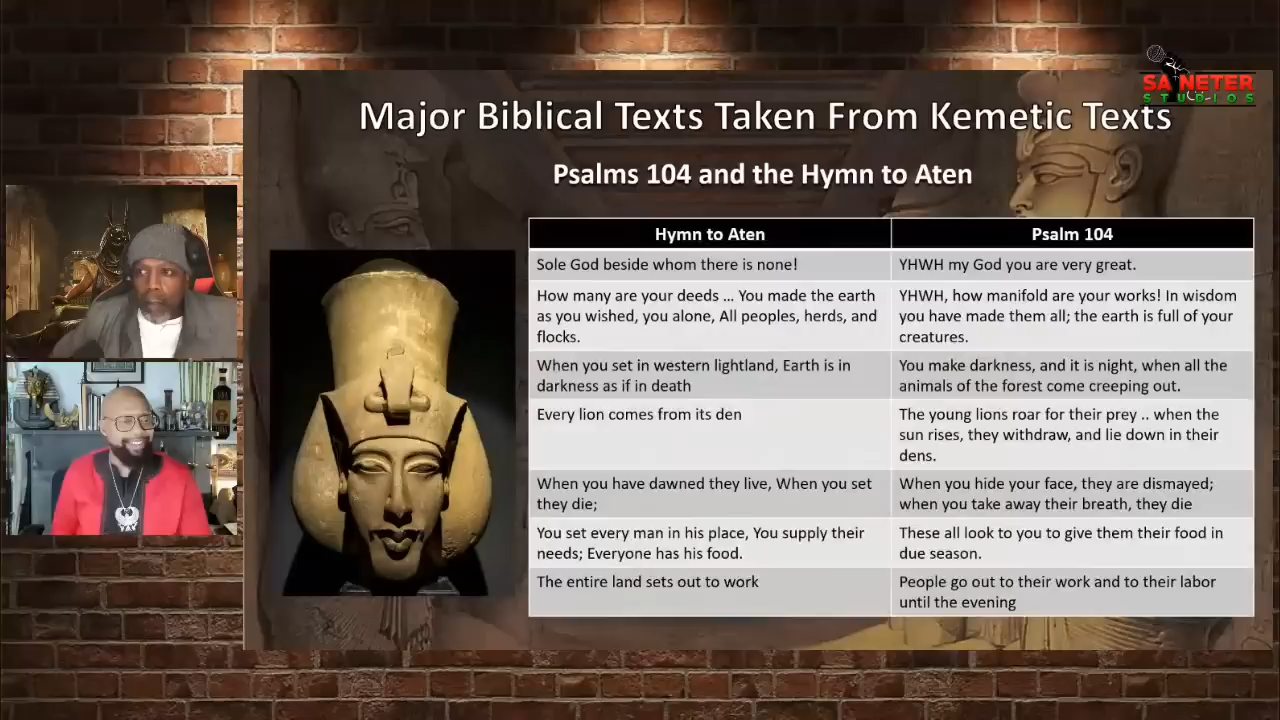 SANETER
STUDIOS
Major Biblical Texts Taken From Kemetic Texts
Psalms 104 and the Hymn to Aten
Hymn to Aten
Psalm 104
Sole God beside whom there is none!
YHWH my God you are very great.
How many are your deeds ... You made the earth
as you wished, you alone, All peoples, herds, and
flocks.
YHWH, how manifold are your works! In wisdom
you have made them all; the earth is full of your
creatures.
When you set in western lightland, Earth is in
darkness as if in death
You make darkness, and it is night, when all the
animals of the forest come creeping out.
Every lion comes from its den
The young lions roar for their prey .. when the
sun rises, they withdraw, and lie down in their
dens.
When you have dawned they live, When you set
they die;
When you hide your face, they are dismayed;
when you take away their breath, they die
You set every man in his place, You supply their
needs; Everyone has his food.
These all look to you to give them their food in
due season.
The entire land sets out to work
People go out to their work and to their labor
until the evening